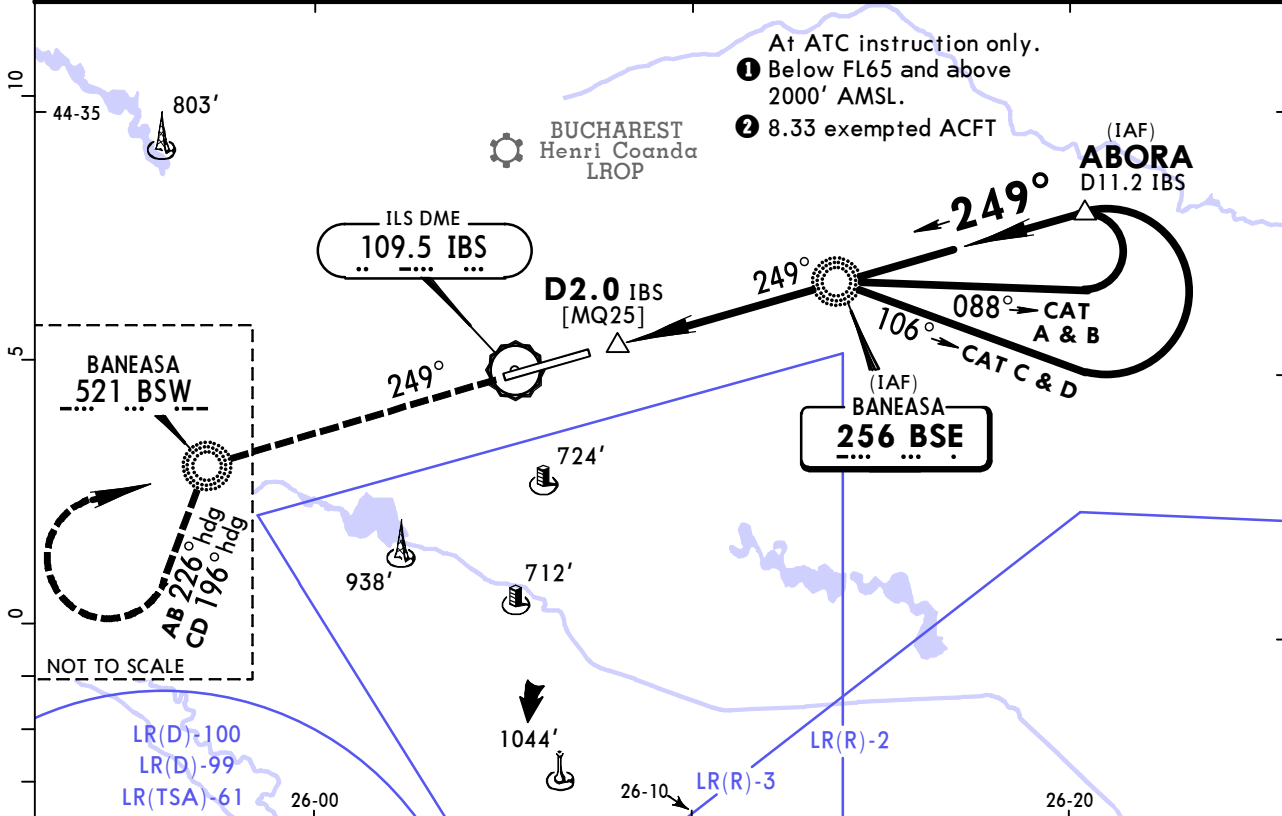 At ATC instruction only.
1 Below FL65 and above
2000' AMSL.
2 8.33 exempted ACFT
10
44-35
803'
BUCHAREST
Henri Coanda
LROP
(IAF)
ABORA
D11.2 IBS
249°
ILS DME
109.5 IBS
D2.0 IBS
[MQ25]
249°
088° CAT
A & B
106° CAT C & D
5
BANEASA
521 BSW
249°
(IAF)
BANEASA
256 BSE
724'
AB 226°hdg
CD 196°hdg
938'
712'
0
NOT TO SCALE
LR(D)-100
LR(D)-99
LR(TSA)-61
1044'
LR(R)-2
LR(R)-3
26-00
26-10
26-20